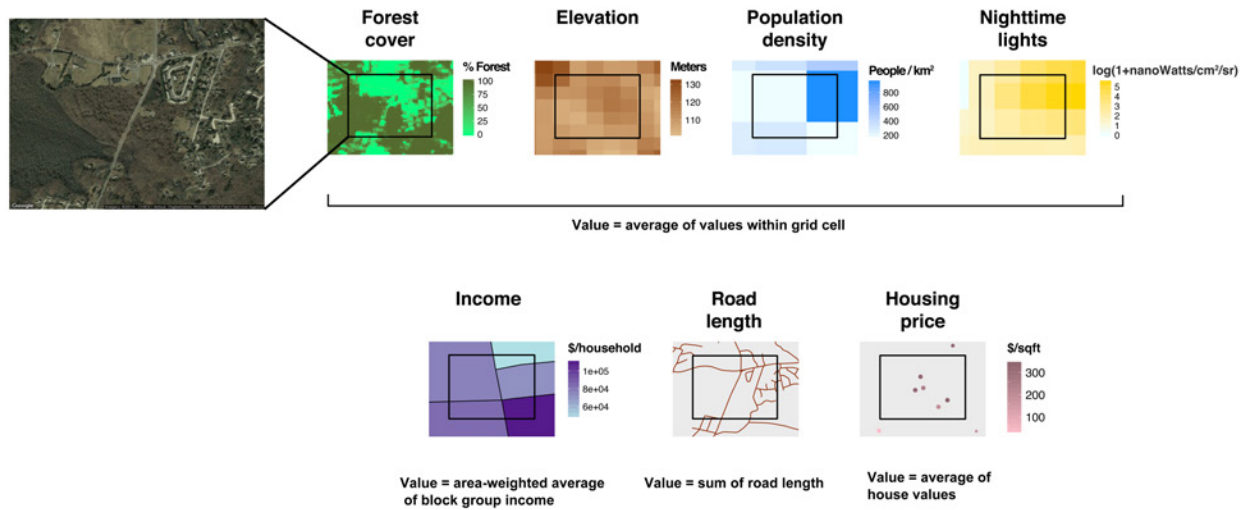 Forest
cover
Elevation
Population
density
Nighttime
lights
% Forest
100
75
50
25
0
Meters
130
120
110
People / km²
800
600
400
200
log(1+nanoWatts/cm²/sr)
5
4
3
2
1
0
Google
Value = average of values within grid cell
Income
Road
length
Housing
price
$/household
1e+05
8e+04
6e+04
$/sqft
300
200
100
Value = area-weighted average
of block group income
Value = sum of road length
Value = average of
house values